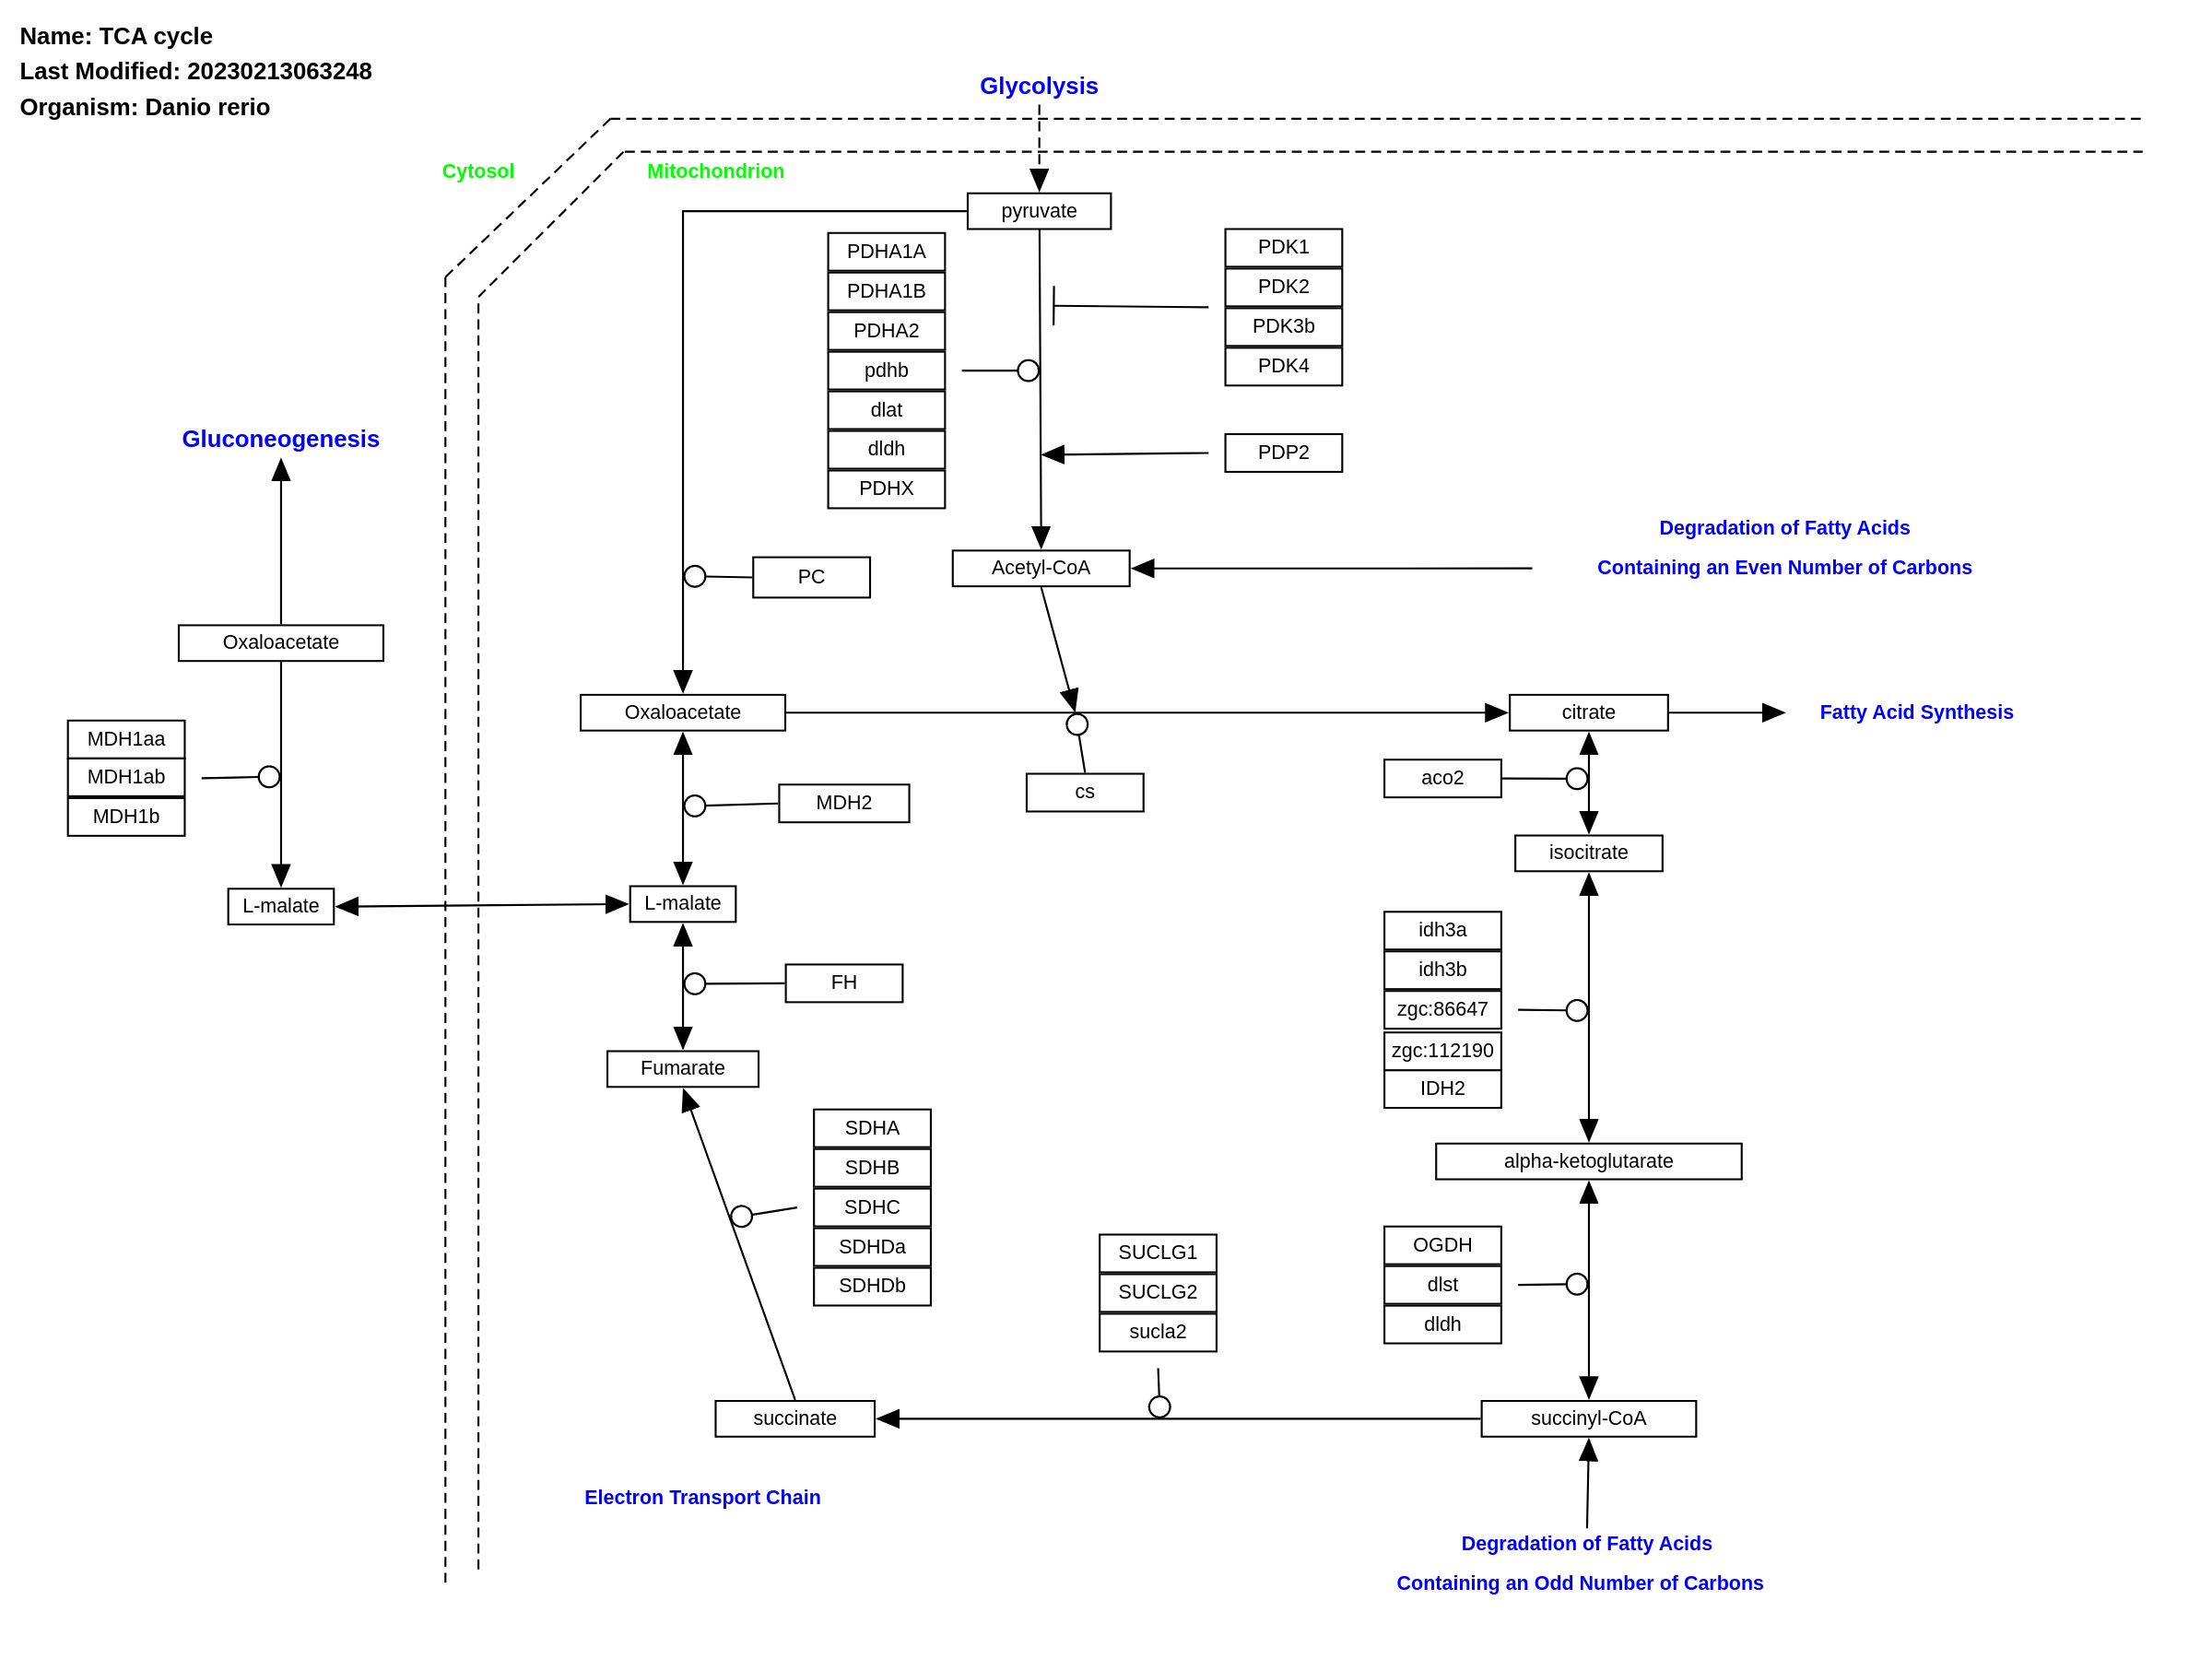 Name: TCA cycle
Last Modified: 20230213063248
Organism: Danio rerio
Glycolysis
Cytosol
Mitochondrion
pyruvate
PDHA1A
PDHA1B
PDHA2
pdhb
dlat
dldh
PDHX
PDK1
PDK2
PDK3b
PDK4
PDP2
Gluconeogenesis
Degradation of Fatty Acids
Containing an Even Number of Carbons
PC
Acetyl-CoA
Oxaloacetate
Oxaloacetate
citrate
Fatty Acid Synthesis
MDH1aa
MDH1ab
MDH1b
MDH2
cs
aco2
isocitrate
L-malate
L-malate
idh3a
idh3b
zgc:86647
zgc:112190
IDH2
FH
Fumarate
SDHA
SDHB
SDHC
SDHDa
SDHDb
alpha-ketoglutarate
SUCLG1
SUCLG2
sucla2
OGDH
dlst
dldh
succinate
succinyl-CoA
Electron Transport Chain
Degradation of Fatty Acids
Containing an Odd Number of Carbons